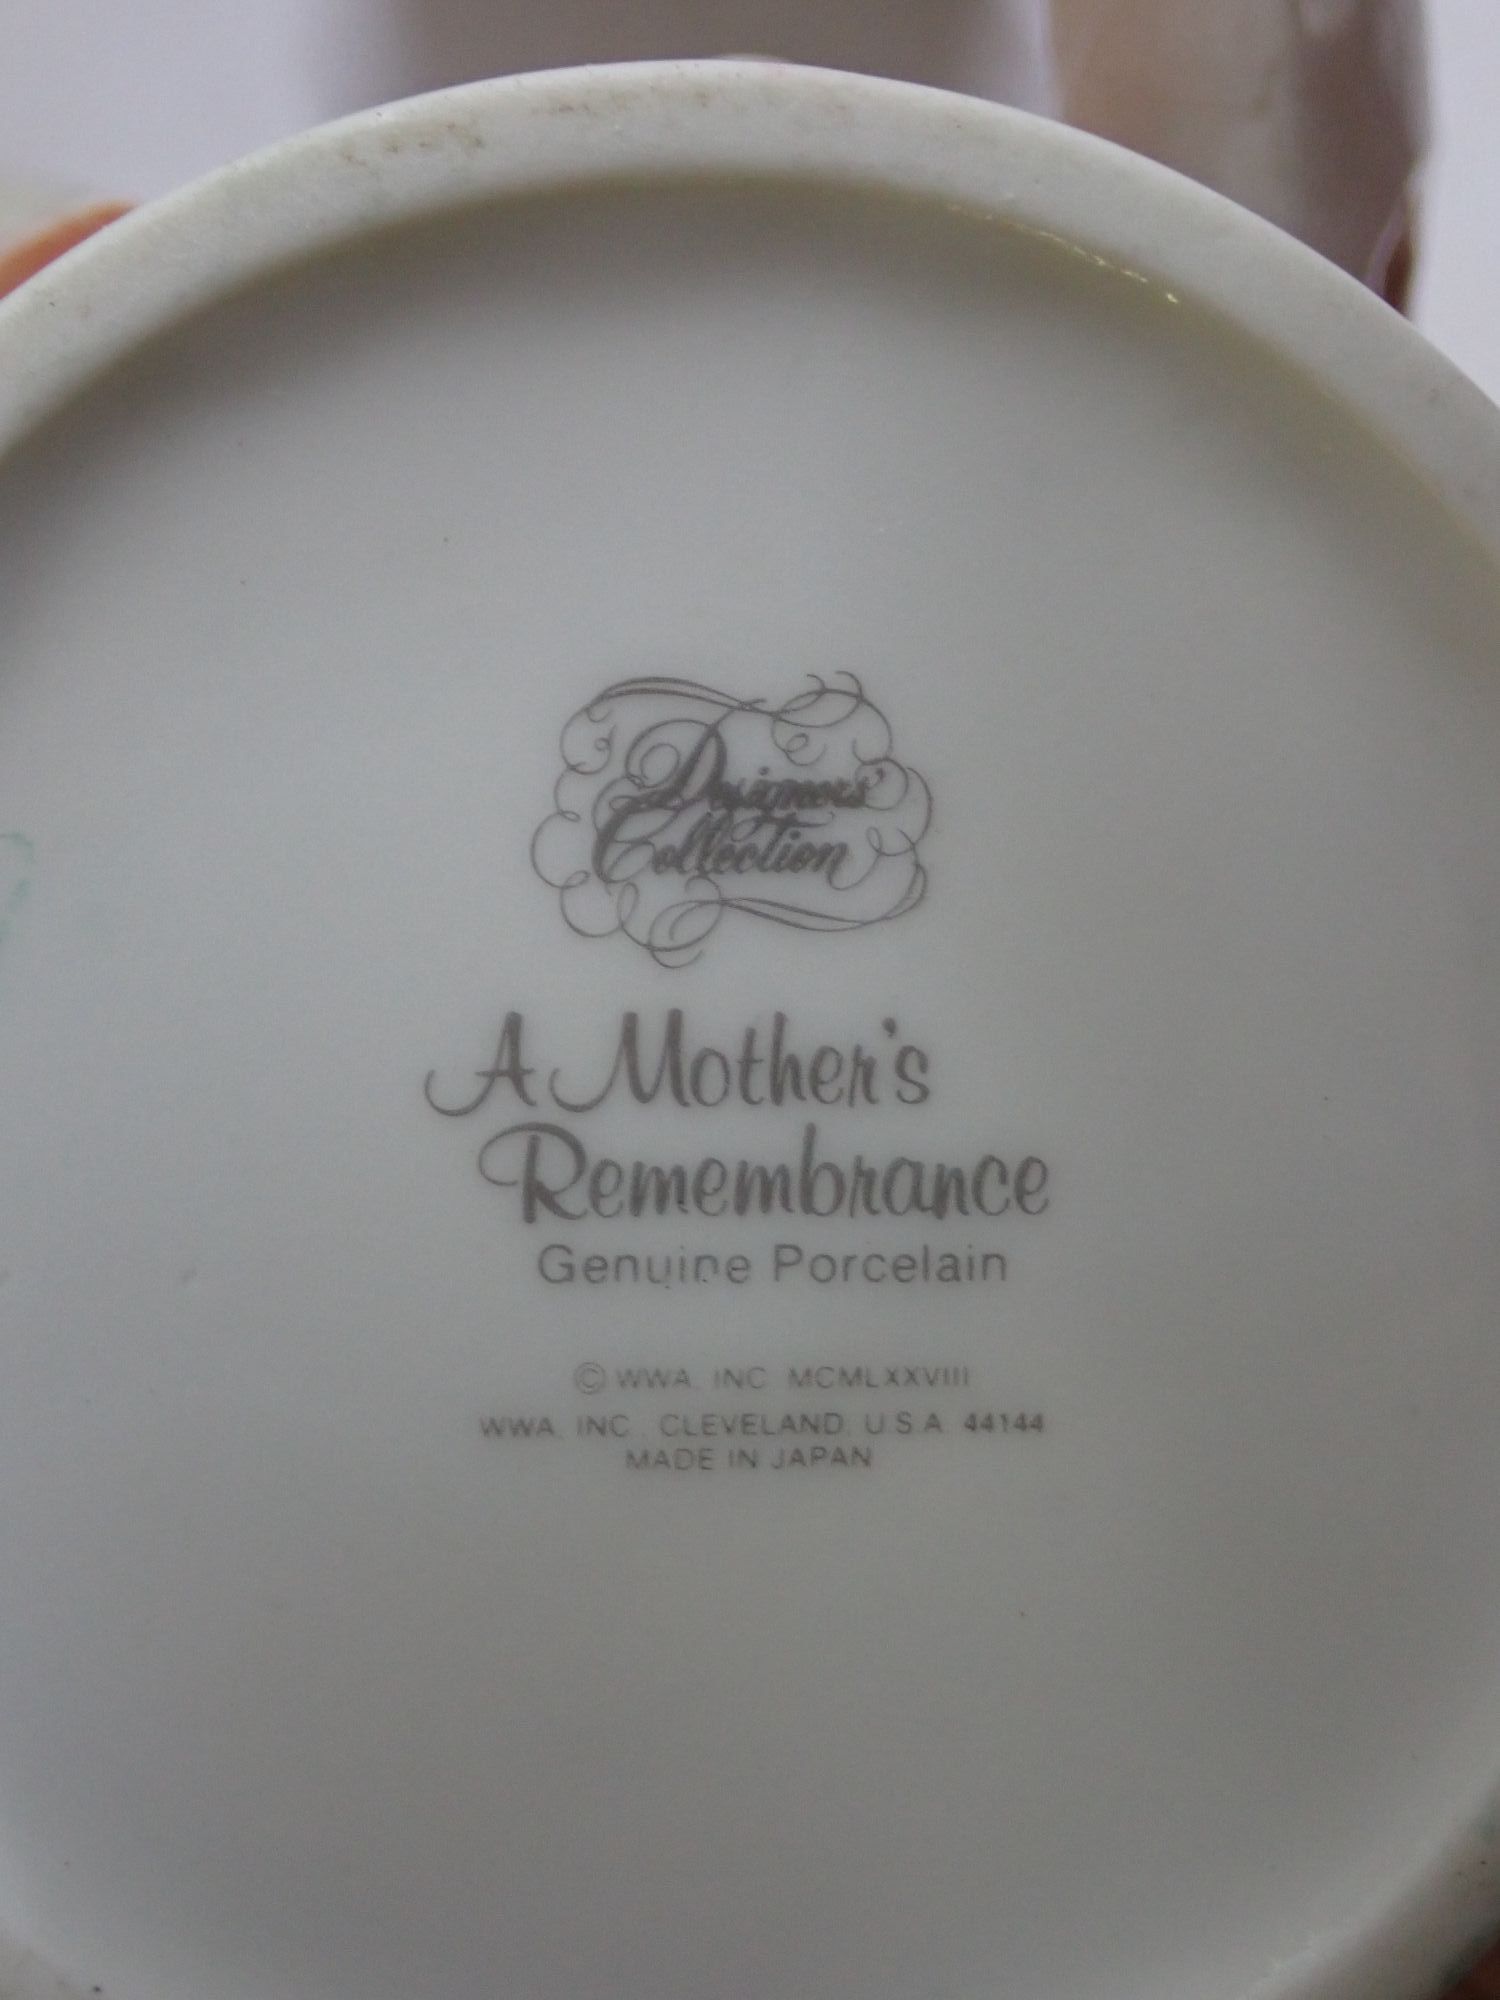 Designers'
Collection
A Mother's
Remembrance
Genuine Porcelain
© WWA, INC. MCMLXXVIII
WWA, INC., CLEVELAND, U.S.A. 44144
MADE IN JAPAN